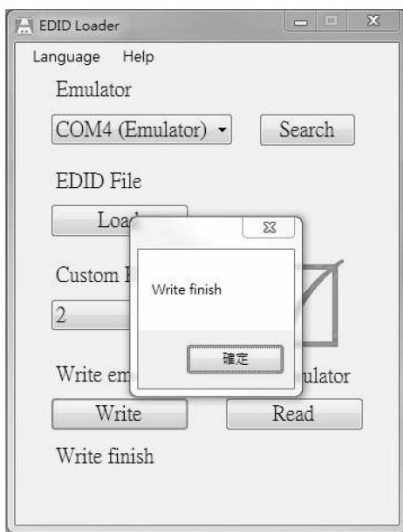 EDID Loader
Language Help
Emulator
COM4 (Emulator) Search
EDID File
Load
Custom
2
Write finish
確定
Write
Write Read
Write finish